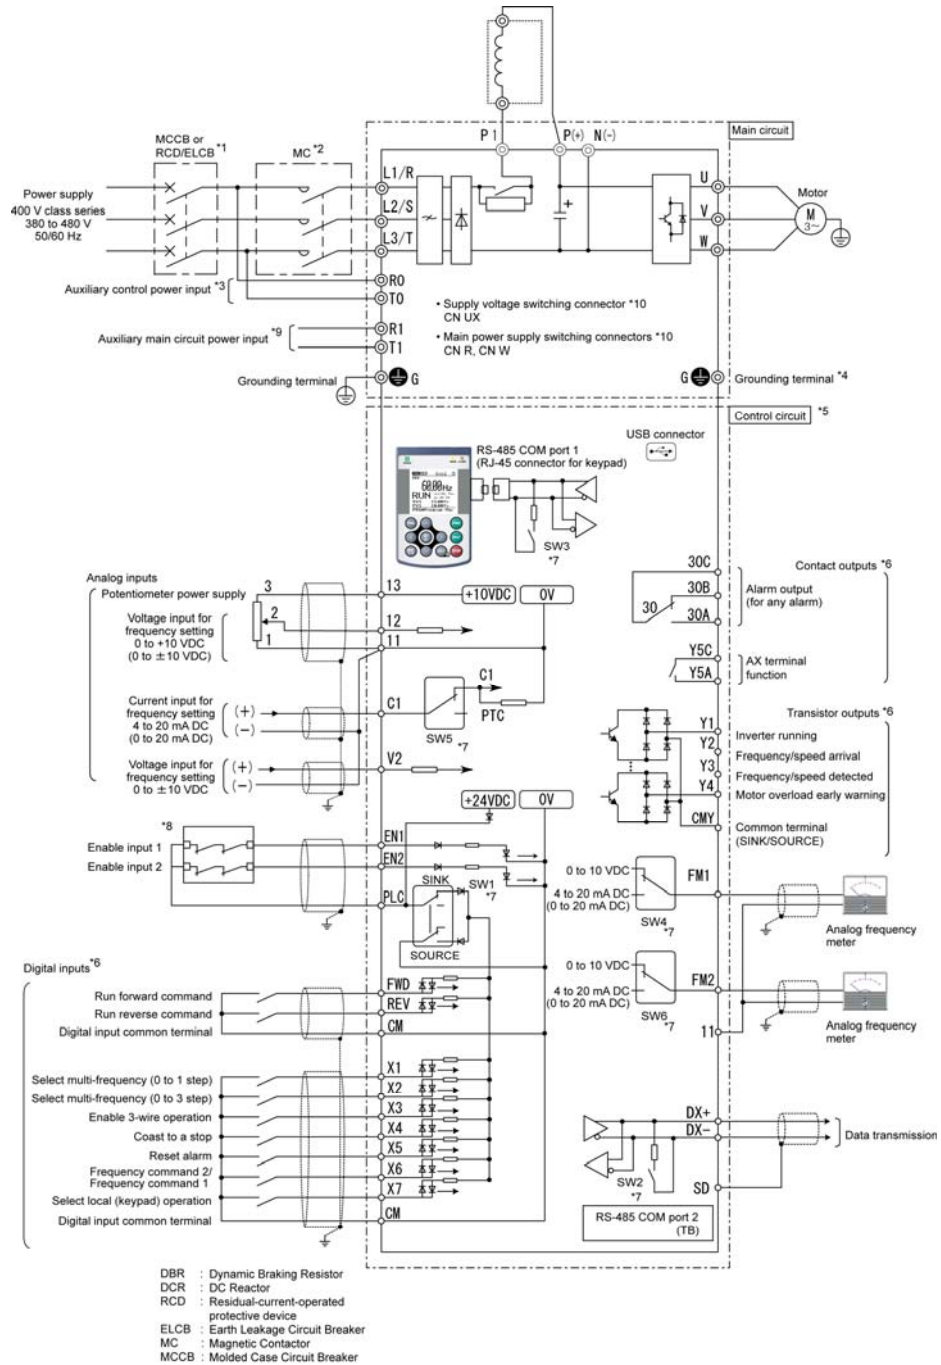 P1
P(+)
N(-)
Main circuit
MCCB or
RCD/ELCB *1
MC *2
L1/R
L2/S
L3/T
Power supply
400 V class series
380 to 480 V
50/60 Hz
U
V
W
Motor
M
3~
+
Auxiliary control power input *3
R0
T0
Auxiliary main circuit power input *9
R1
T1
• Supply voltage switching connector *10
CN UX
• Main power supply switching connectors *10
CN R, CN W
Grounding terminal
G
G
Grounding terminal *4
Control circuit *5
USB connector
RS-485 COM port 1
(RJ-45 connector for keypad)
60.00Hz
RUN
SW3
*7
Analog inputs
Potentiometer power supply
3
2
1
13
12
11
+10VDC
0V
Voltage input for
frequency setting
0 to +10 VDC
(0 to ±10 VDC)
Current input for
frequency setting
4 to 20 mA DC
(0 to 20 mA DC)
(+)
(-)
C1
C1
PTC
SW5 *7
Voltage input for
frequency setting
0 to ±10 VDC
(+)
(-)
V2
30C
30B
30A
30
Contact outputs *6
Alarm output
(for any alarm)
Y5C
Y5A
AX terminal
function
Transistor outputs *6
Y1
Y2
Y3
Y4
CMY
Inverter running
Frequency/speed arrival
Frequency/speed detected
Motor overload early warning
Common terminal
(SINK/SOURCE)
+24VDC
0V
*8
Enable input 1
Enable input 2
EN1
EN2
PLC
SINK
SW1
*7
SOURCE
0 to 10 VDC
4 to 20 mA DC
(0 to 20 mA DC)
SW4
*7
FM1
Analog frequency
meter
0 to 10 VDC
4 to 20 mA DC
(0 to 20 mA DC)
SW6
*7
FM2
11
Analog frequency
meter
Digital inputs *6
Run forward command
Run reverse command
Digital input common terminal
FWD
REV
CM
Select multi-frequency (0 to 1 step)
Select multi-frequency (0 to 3 step)
Enable 3-wire operation
Coast to a stop
Reset alarm
Frequency command 2/
Frequency command 1
Select local (keypad) operation
Digital input common terminal
X1
X2
X3
X4
X5
X6
X7
CM
DX+
DX-
SD
Data transmission
SW2
*7
RS-485 COM port 2
(TB)
DBR : Dynamic Braking Resistor
DCR : DC Reactor
RCD : Residual-current-operated
protective device
ELCB : Earth Leakage Circuit Breaker
MC : Magnetic Contactor
MCCB : Molded Case Circuit Breaker